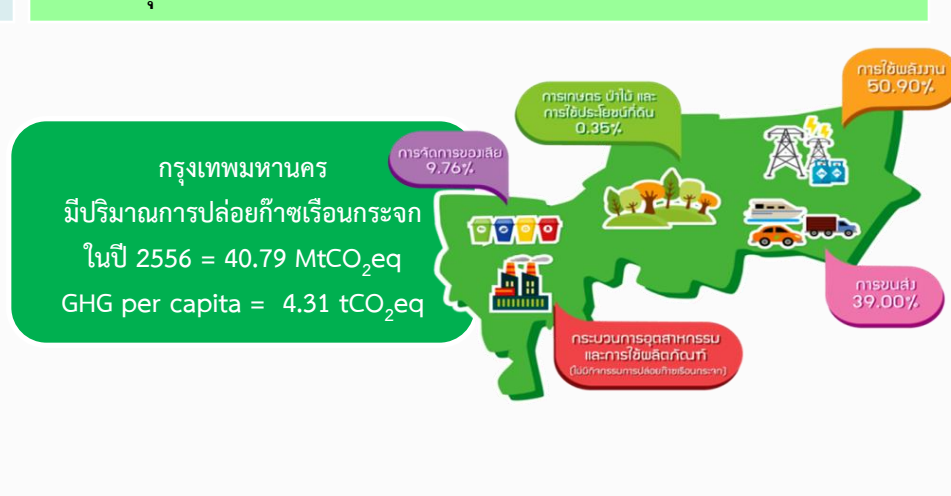 กรุงเทพมหานคร
มีปริมาณการปล่อยก๊าซเรือนกระจก
ในปี 2556 = 40.79 MtCO₂eq
GHG per capita = 4.31 tCO₂eq
การจัดการของเสีย
9.76%
การเกษตร ป่าไม้ และ
การใช้ประโยชน์ที่ดิน
0.35%
การใช้พลังงาน
50.90%
การขนส่ง
39.00%
กระบวนการอุตสาหกรรม
และการใช้ผลิตภัณฑ์
(ไม่มีกิจกรรมการปล่อยก๊าซเรือนกระจก)